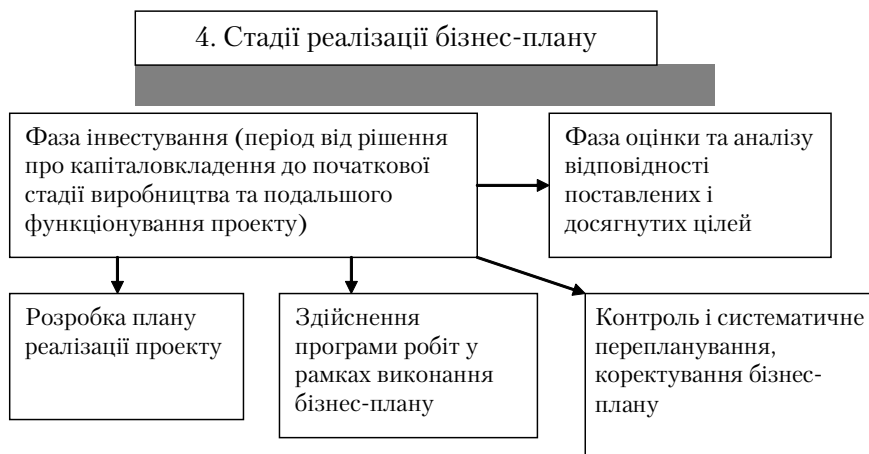 4. Стадії реалізації бізнес-плану
Фаза інвестування (період від рішення
про капіталовкладення до початкової
стадії виробництва та подальшого
функціонування проекту)
Фаза оцінки та аналізу
відповідності
поставлених і
досягнутих цілей
Розробка плану
реалізації проекту
Здійснення
програми робіт у
рамках виконання
бізнес-плану
Контроль і систематичне
перепланування,
коректування бізнес-
плану